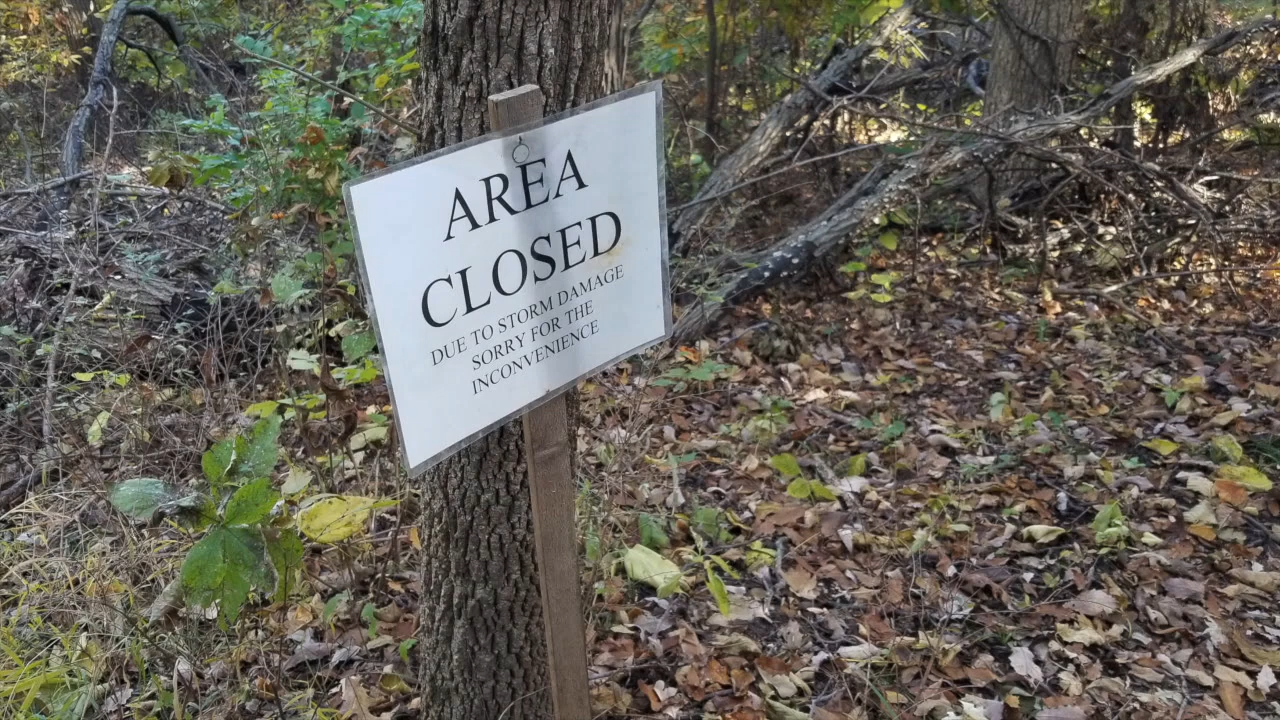 AREA
CLOSED
DUE TO STORM DAMAGE
SORRY FOR THE
INCONVENIENCE